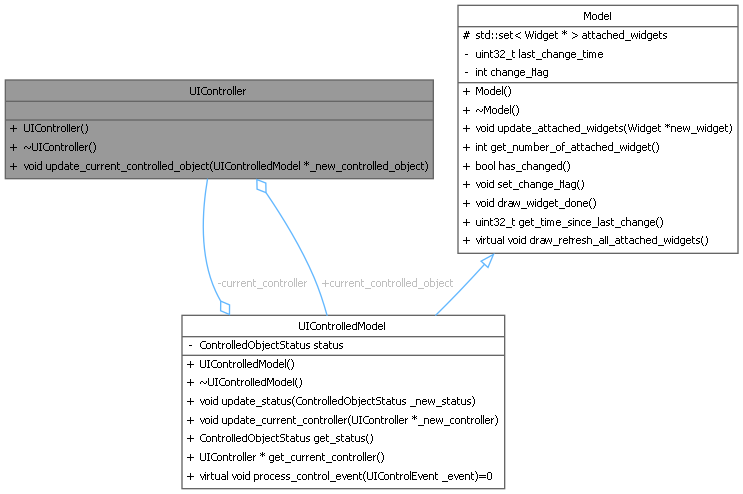 Model
# std::set< Widget * > attached_widgets
- uint32_t last_change_time
- int change_flag
+ Model()
+ ~Model()
+ void update_attached_widgets(Widget *new_widget)
+ int get_number_of_attached_widget()
+ bool has_changed()
+ void set_change_flag()
+ void draw_widget_done()
+ uint32_t get_time_since_last_change()
+ virtual void draw_refresh_all_attached_widgets()
UIController
+ UIController()
+ ~UIController()
+ void update_current_controlled_object(UIControlledModel *_new_controlled_object)
-current_controller
+current_controlled_object
UIControlledModel
- ControlledObjectStatus status
+ UIControlledModel()
+ ~UIControlledModel()
+ void update_status(ControlledObjectStatus _new_status)
+ void update_current_controller(UIController *_new_controller)
+ ControlledObjectStatus get_status()
+ UIController * get_current_controller()
+ virtual void process_control_event(UIControlEvent _event)=0